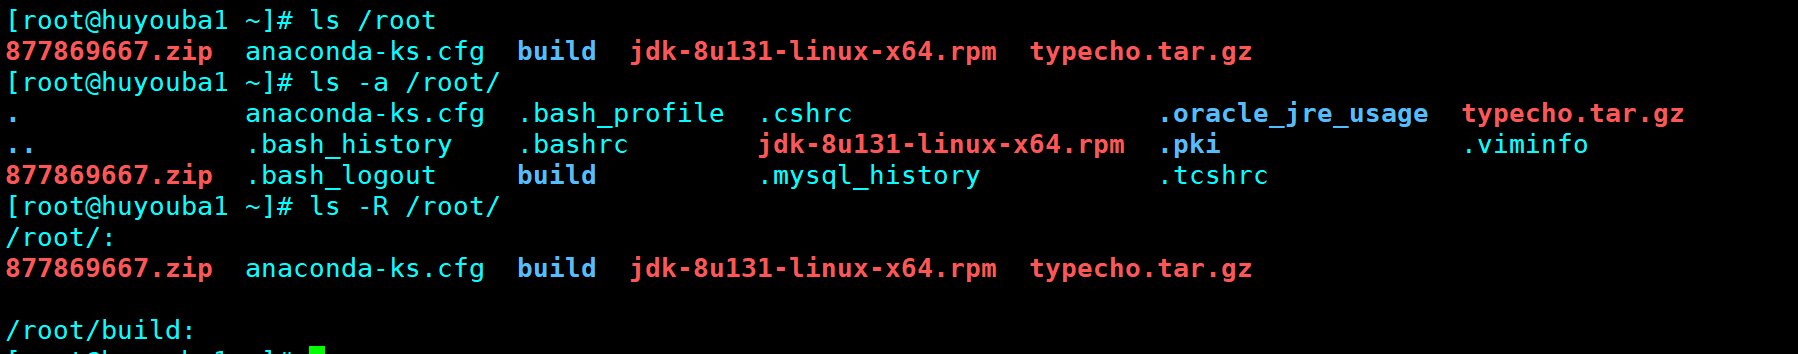 [root@huyouba1 ~]# ls /root
877869667.zip  anaconda-ks.cfg  build  jdk-8u131-linux-x64.rpm  typecho.tar.gz
[root@huyouba1 ~]# ls -a /root/
.              anaconda-ks.cfg  .bash_profile  .cshrc                   .oracle_jre_usage  typecho.tar.gz
..             .bash_history    .bashrc        jdk-8u131-linux-x64.rpm  .pki               .viminfo
877869667.zip  .bash_logout     build          .mysql_history           .tcshrc
[root@huyouba1 ~]# ls -R /root/
/root/:
877869667.zip  anaconda-ks.cfg  build  jdk-8u131-linux-x64.rpm  typecho.tar.gz

/root/build:
[root@huyouba1 ~]#